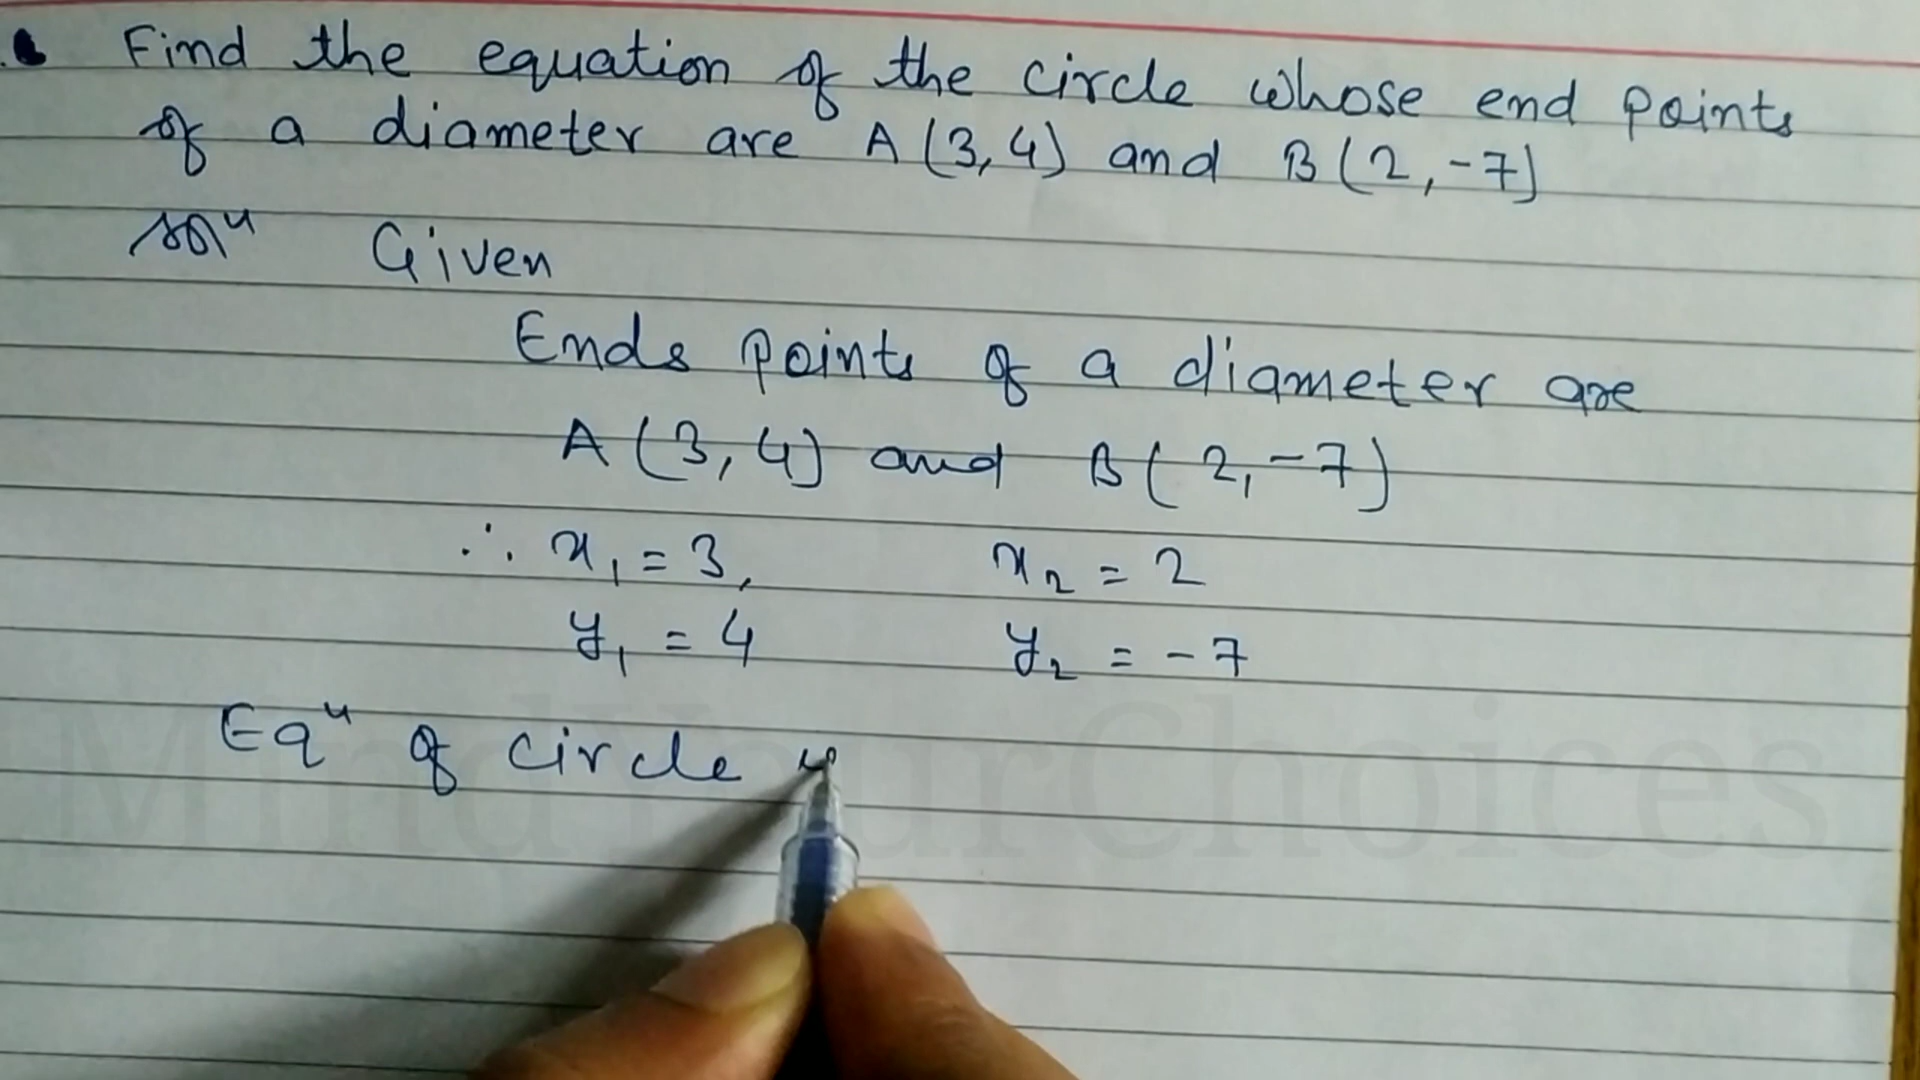 Find the equation of the circle whose end points
of a diameter are A(3,4) and B(2,-7)
Solⁿ Given
Ends points of a diameter are
A(3,4) and B(2,-7)
∴ x₁ = 3, x₂ = 2
y₁ = 4 y₂ = -7
Eqⁿ of circle
MindYourChoices